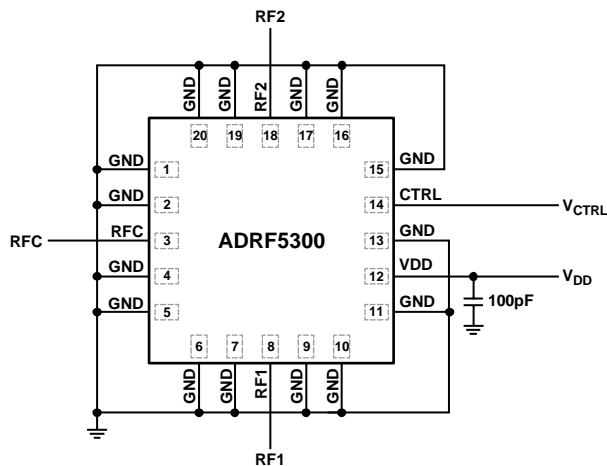 RF2
GND
GND
RF2
GND
GND
20
19
18
17
16
GND
1
15
GND
GND
2
14
CTRL
V_CTRL
RFC
RFC
3
ADRF5300
13
GND
GND
4
12
VDD
V_DD
GND
5
11
GND
100pF
6
7
8
9
10
GND
GND
RF1
GND
GND
RF1